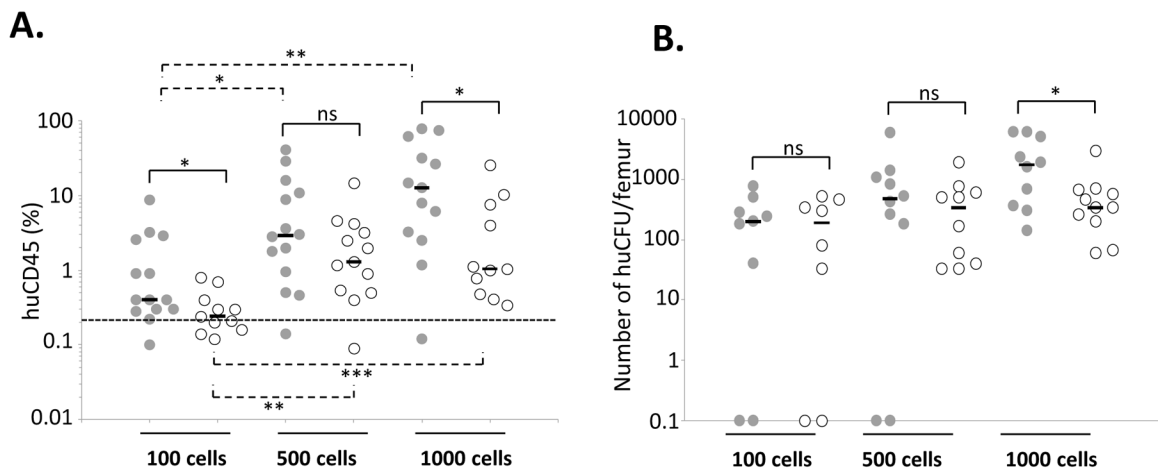 A.
huCD45 (%)
100
10
1
0.1
0.01
**
*
ns
*
*
***
**
100 cells
500 cells
1000 cells
B.
Number of huCFU/femur
10000
1000
100
10
1
0.1
ns
ns
*
100 cells
500 cells
1000 cells